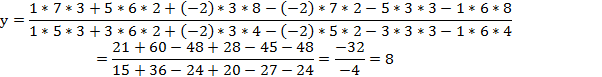 y = (1 * 7 * 3 + 5 * 6 * 2 + (−2) * 3 * 8 − (−2) * 7 * 2 − 5 * 3 * 3 − 1 * 6 * 8) / (1 * 5 * 3 + 3 * 6 * 2 + (−2) * 3 * 4 − (−2) * 5 * 2 − 3 * 3 * 3 − 1 * 6 * 4)
= (21 + 60 − 48 + 28 − 45 − 48) / (15 + 36 − 24 + 20 − 27 − 24) = −32 / −4 = 8